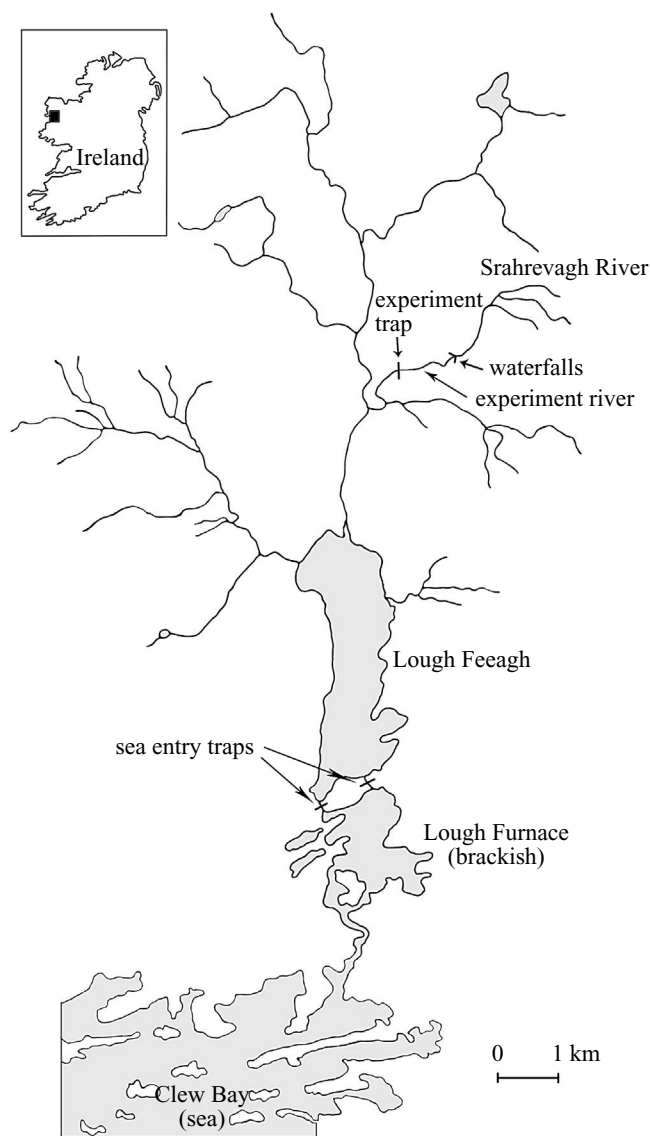 Ireland
Srahrevagh River
experiment
trap
waterfalls
experiment river
Lough Feeagh
sea entry traps
Lough Furnace
(brackish)
0 1 km
Clew Bay
(sea)